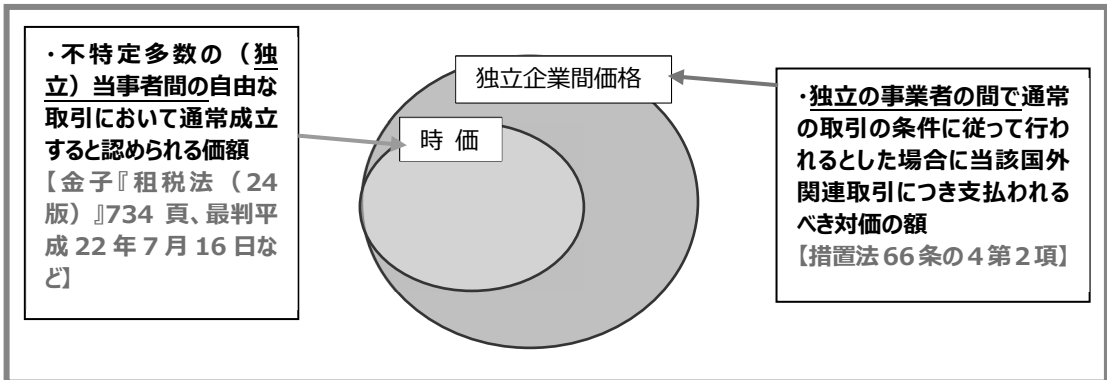 ・不特定多数の（独
立）当事者間の自由な
取引において通常成立
すると認められる価額
【金子『租税法（24
版）』734 頁、最判平
成 22 年 7 月 16 日な
ど】
独立企業間価格
時 価
・独立の事業者の間で通常
の取引の条件に従って行わ
れるとした場合に当該国外
関連取引につき支払われる
べき対価の額
【措置法 66 条の４第２項】